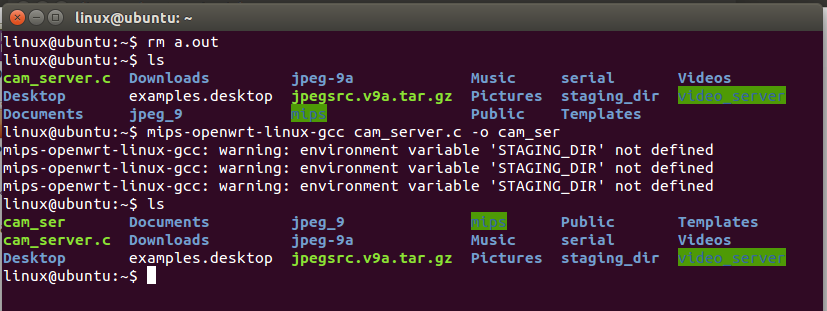 linux@ubuntu: ~
linux@ubuntu:~$ rm a.out
linux@ubuntu:~$ ls
cam_server.c Downloads jpeg-9a Music serial Videos
Desktop examples.desktop jpegsrc.v9a.tar.gz Pictures staging_dir video_server
Documents jpeg_9 mips Public Templates
linux@ubuntu:~$ mips-openwrt-linux-gcc cam_server.c -o cam_ser
mips-openwrt-linux-gcc: warning: environment variable 'STAGING_DIR' not defined
mips-openwrt-linux-gcc: warning: environment variable 'STAGING_DIR' not defined
mips-openwrt-linux-gcc: warning: environment variable 'STAGING_DIR' not defined
linux@ubuntu:~$ ls
cam_ser Documents jpeg_9 mips Public Templates
cam_server.c Downloads jpeg-9a Music serial Videos
Desktop examples.desktop jpegsrc.v9a.tar.gz Pictures staging_dir video_server
linux@ubuntu:~$